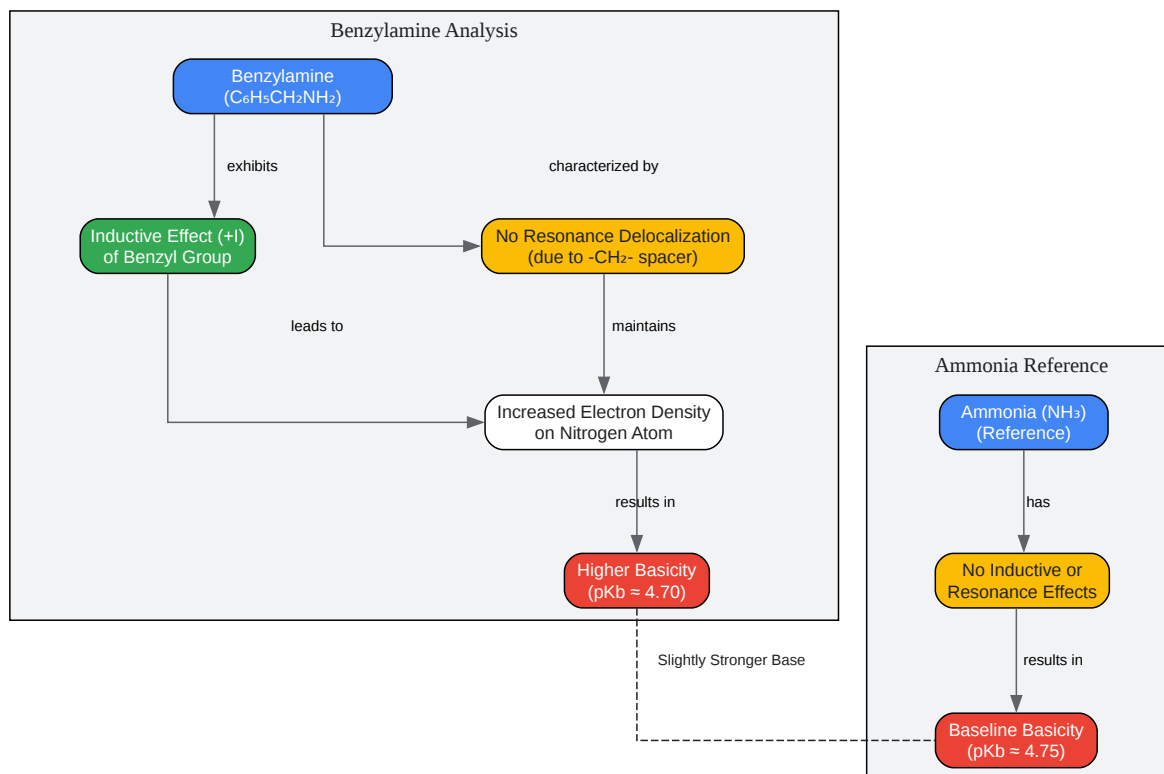 Benzylamine Analysis
Benzylamine
(C₆H₅CH₂NH₂)
exhibits
characterized by
Inductive Effect (+I)
of Benzyl Group
No Resonance Delocalization
(due to -CH₂- spacer)
leads to
maintains
Increased Electron Density
on Nitrogen Atom
results in
Higher Basicity
(pKb ≈ 4.70)
Slightly Stronger Base
Ammonia Reference
Ammonia (NH₃)
(Reference)
has
No Inductive or
Resonance Effects
results in
Baseline Basicity
(pKb ≈ 4.75)